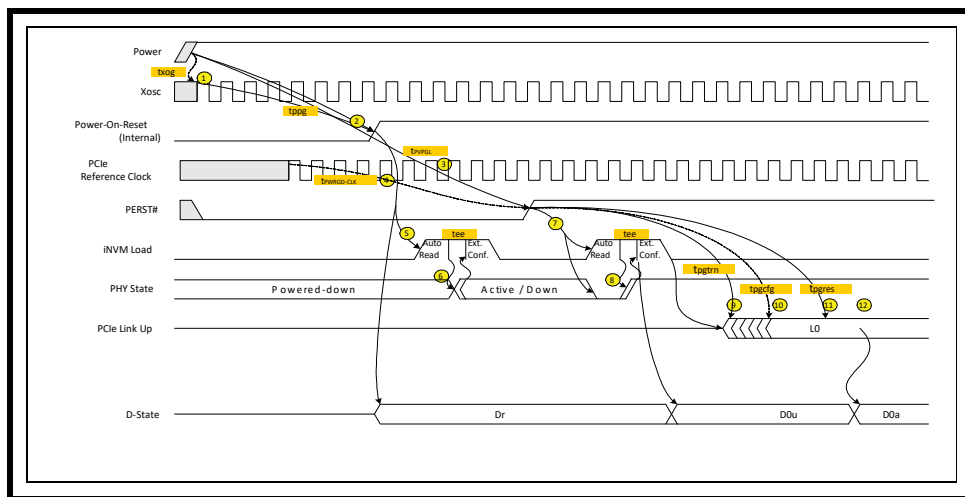 Power
txog
1
Xosc
tppg
2
Power-On-Reset
(Internal)
tPVPGL
3
PCIe
Reference Clock
tPWRGD-CLK
4
PERST#
5
tee
7
tee
iNVM Load
Auto
Read
Ext.
Conf.
Auto
Read
Ext.
Conf.
tpgtrn
6
8
tpgcfg
tpgres
PHY State
Powered-down
Active / Down
9
10
11
12
PCIe Link Up
L0
D-State
Dr
D0u
D0a